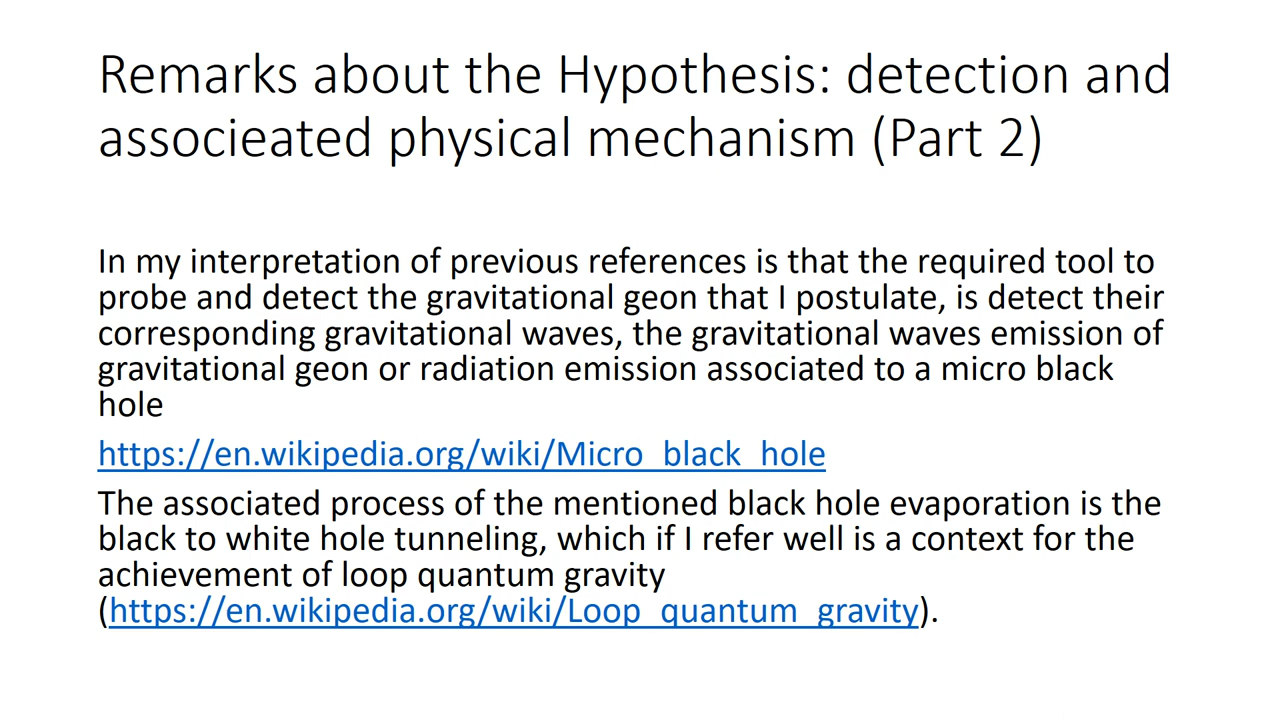 Remarks about the Hypothesis: detection and
associeated physical mechanism (Part 2)
In my interpretation of previous references is that the required tool to
probe and detect the gravitational geon that I postulate, is detect their
corresponding gravitational waves, the gravitational waves emission of
gravitational geon or radiation emission associated to a micro black
hole
https://en.wikipedia.org/wiki/Micro_black_hole
The associated process of the mentioned black hole evaporation is the
black to white hole tunneling, which if I refer well is a context for the
achievement of loop quantum gravity
(https://en.wikipedia.org/wiki/Loop_quantum_gravity).